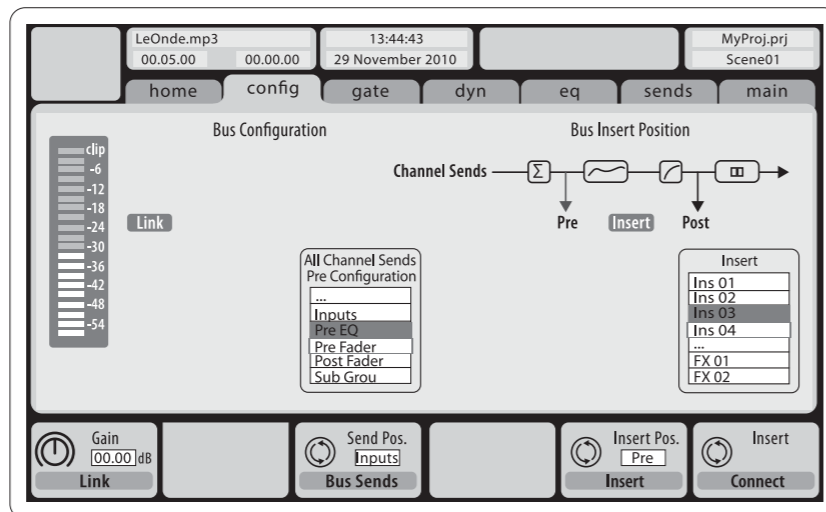 LeOnde.mp3
00.05.00 00.00.00
13:44:43
29 November 2010
MyProj.prj
Scene01
home config gate dyn eq sends main
Bus Configuration
Bus Insert Position
clip
-6
-12
-18
-24
-30
-36
-42
-48
-54
Link
Channel Sends Σ
Pre Insert Post
All Channel Sends
Pre Configuration
...
Inputs
Pre EQ
Pre Fader
Post Fader
Sub Grou
Insert
Ins 01
Ins 02
Ins 03
Ins 04
...
FX 01
FX 02
Gain
00.00 dB
Link
Send Pos.
Inputs
Bus Sends
Insert Pos.
Pre
Insert
Insert
Connect